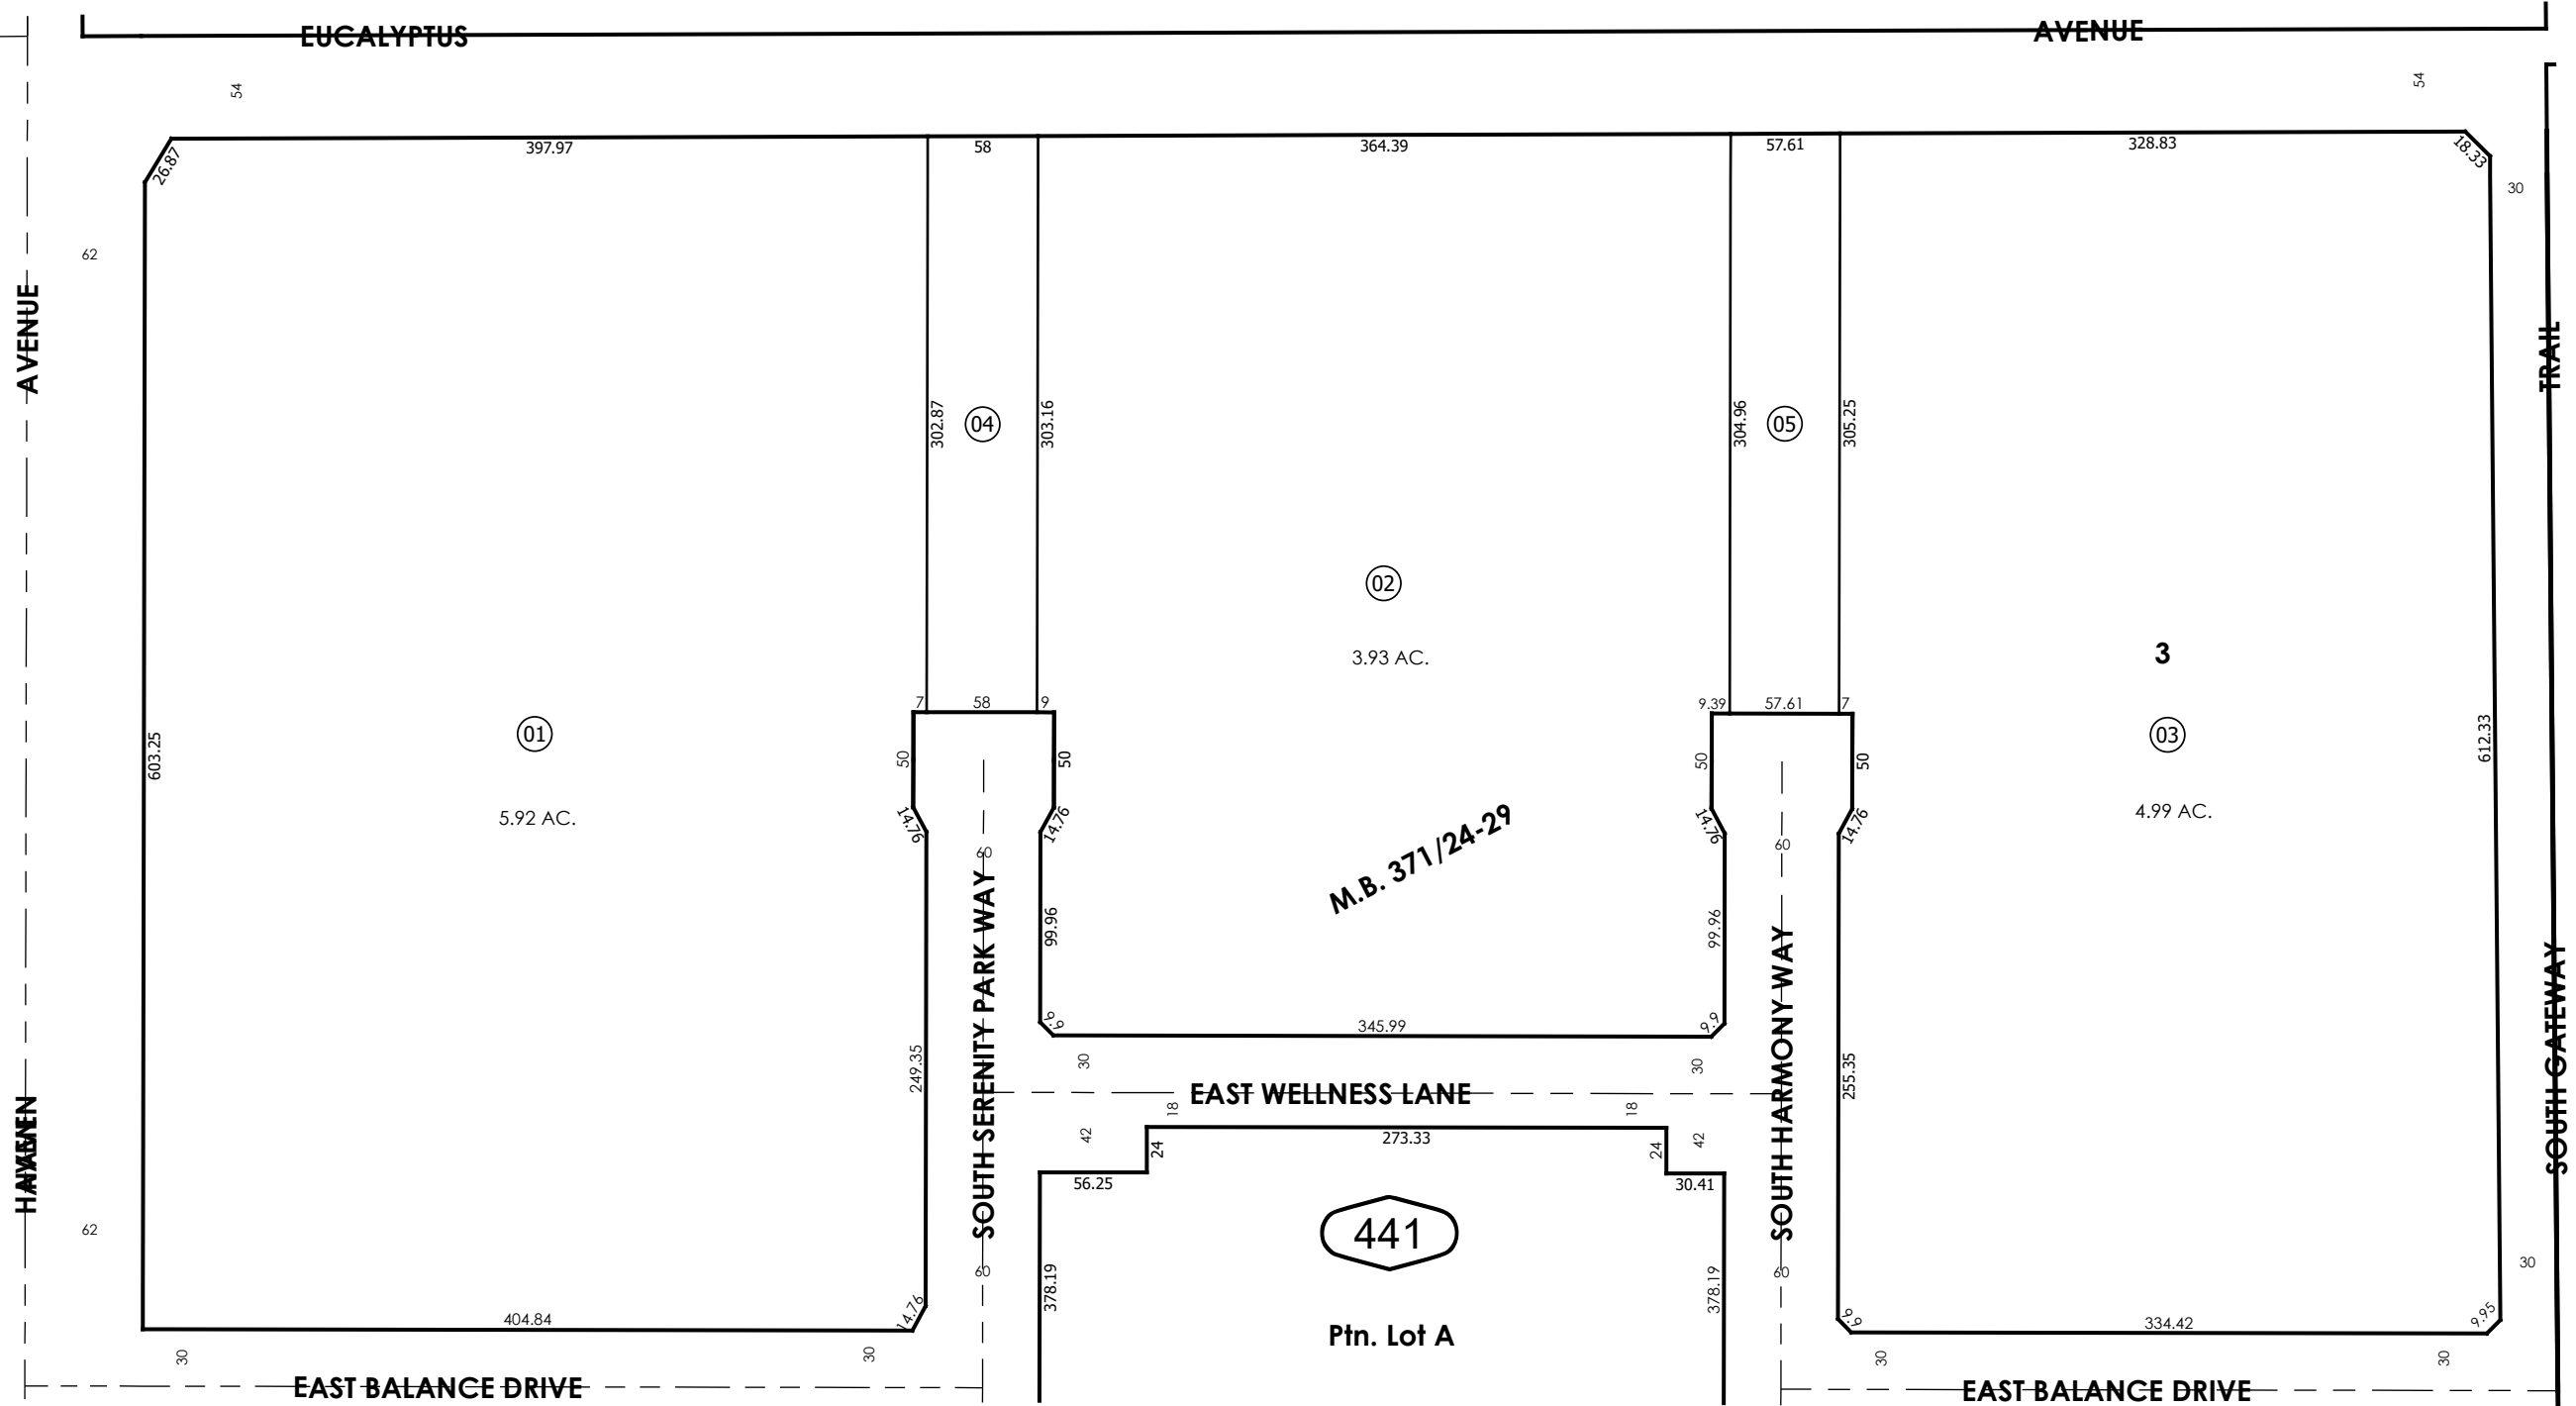 EUCALYPTUS AVENUE
54 54
26.87 397.97 58 364.39 57.61 328.83 18.33
30
62
AVENUE
TRAIL
302.87 04 303.16 304.96 05 305.25
02
3.93 AC.
3
7 58 9 9.39 57.61 7
01 03
603.25 50 50 50 50 612.33
5.92 AC. 4.99 AC.
14.76 14.76 14.76 14.76
60 60
M.B. 371/24-29
99.96 99.96
SOUTH SERENITY PARK WAY
SOUTH HARMONY WAY
SOUTH GATEWAY
9.9 345.99 9.9
30 30
249.35 255.35
EAST WELLNESS LANE
18 18
42 42
273.33
24 24
HAVEN
56.25 30.41
441
62
60 60
30
378.19 378.19
14.76
404.84 9.9 334.42 9.95
Ptn. Lot A
30 30 30 30
EAST BALANCE DRIVE EAST BALANCE DRIVE